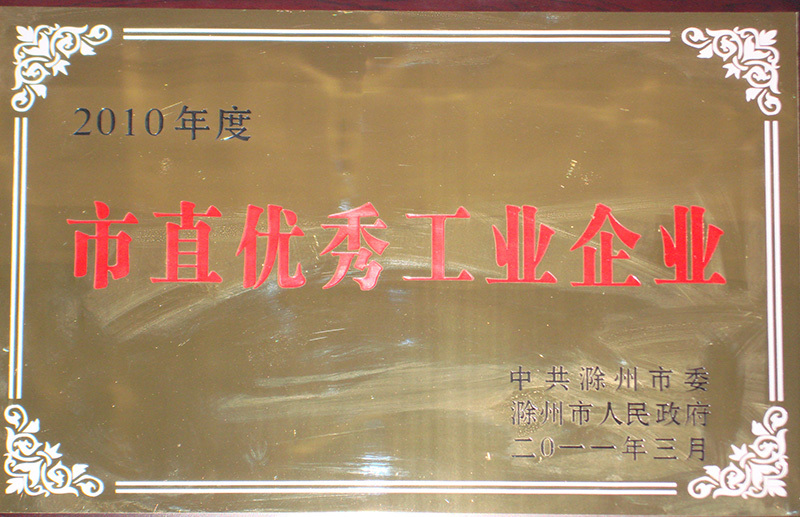 2010年度
市直优秀工业企业
中共滁州市委
滁州市人民政府
二0一一年三月